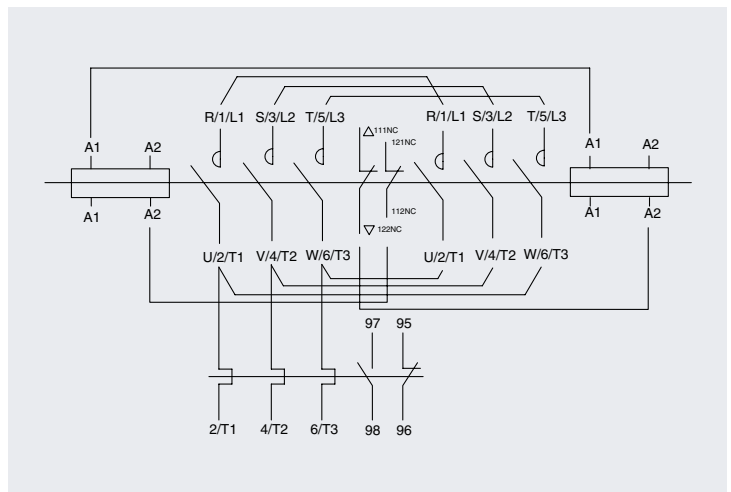 R/1/L1 S/3/L2 T/5/L3 R/1/L1 S/3/L2 T/5/L3
111NC
121NC
A1 A2 A1 A2
A1 A2 A1 A2
112NC
122NC
U/2/T1 V/4/T2 W/6/T3 U/2/T1 V/4/T2 W/6/T3
97 95
2/T1 4/T2 6/T3 98 96